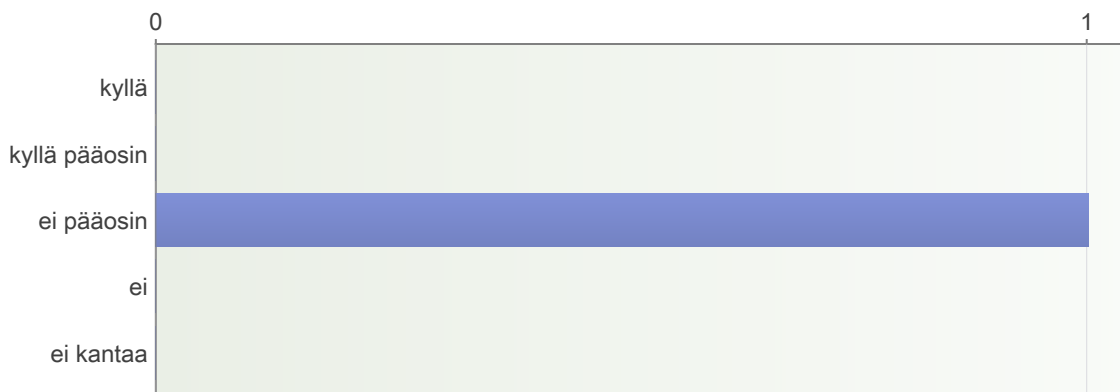 0 1
kyllä
kyllä pääosin
ei pääosin
ei
ei kantaa